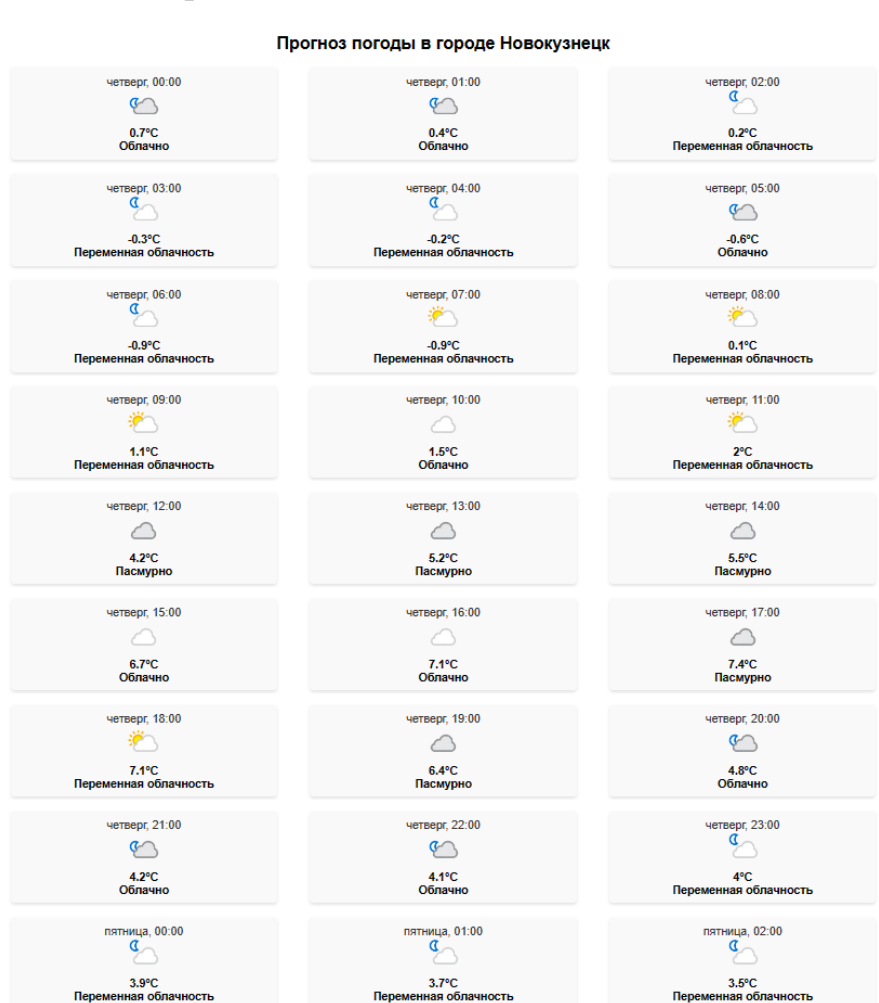 Прогноз погоды в городе Новокузнецк
четверг, 00:00
0.7°C
Облачно
четверг, 01:00
0.4°C
Облачно
четверг, 02:00
0.2°C
Переменная облачность
четверг, 03:00
-0.3°C
Переменная облачность
четверг, 04:00
-0.2°C
Переменная облачность
четверг, 05:00
-0.6°C
Облачно
четверг, 06:00
-0.9°C
Переменная облачность
четверг, 07:00
-0.9°C
Переменная облачность
четверг, 08:00
0.1°C
Переменная облачность
четверг, 09:00
1.1°C
Переменная облачность
четверг, 10:00
1.5°C
Облачно
четверг, 11:00
2°C
Переменная облачность
четверг, 12:00
4.2°C
Пасмурно
четверг, 13:00
5.2°C
Пасмурно
четверг, 14:00
5.5°C
Пасмурно
четверг, 15:00
6.7°C
Облачно
четверг, 16:00
7.1°C
Облачно
четверг, 17:00
7.4°C
Пасмурно
четверг, 18:00
7.1°C
Переменная облачность
четверг, 19:00
6.4°C
Пасмурно
четверг, 20:00
4.8°C
Облачно
четверг, 21:00
4.2°C
Облачно
четверг, 22:00
4.1°C
Облачно
четверг, 23:00
4°C
Переменная облачность
пятница, 00:00
3.9°C
Переменная облачность
пятница, 01:00
3.7°C
Переменная облачность
пятница, 02:00
3.5°C
Переменная облачность